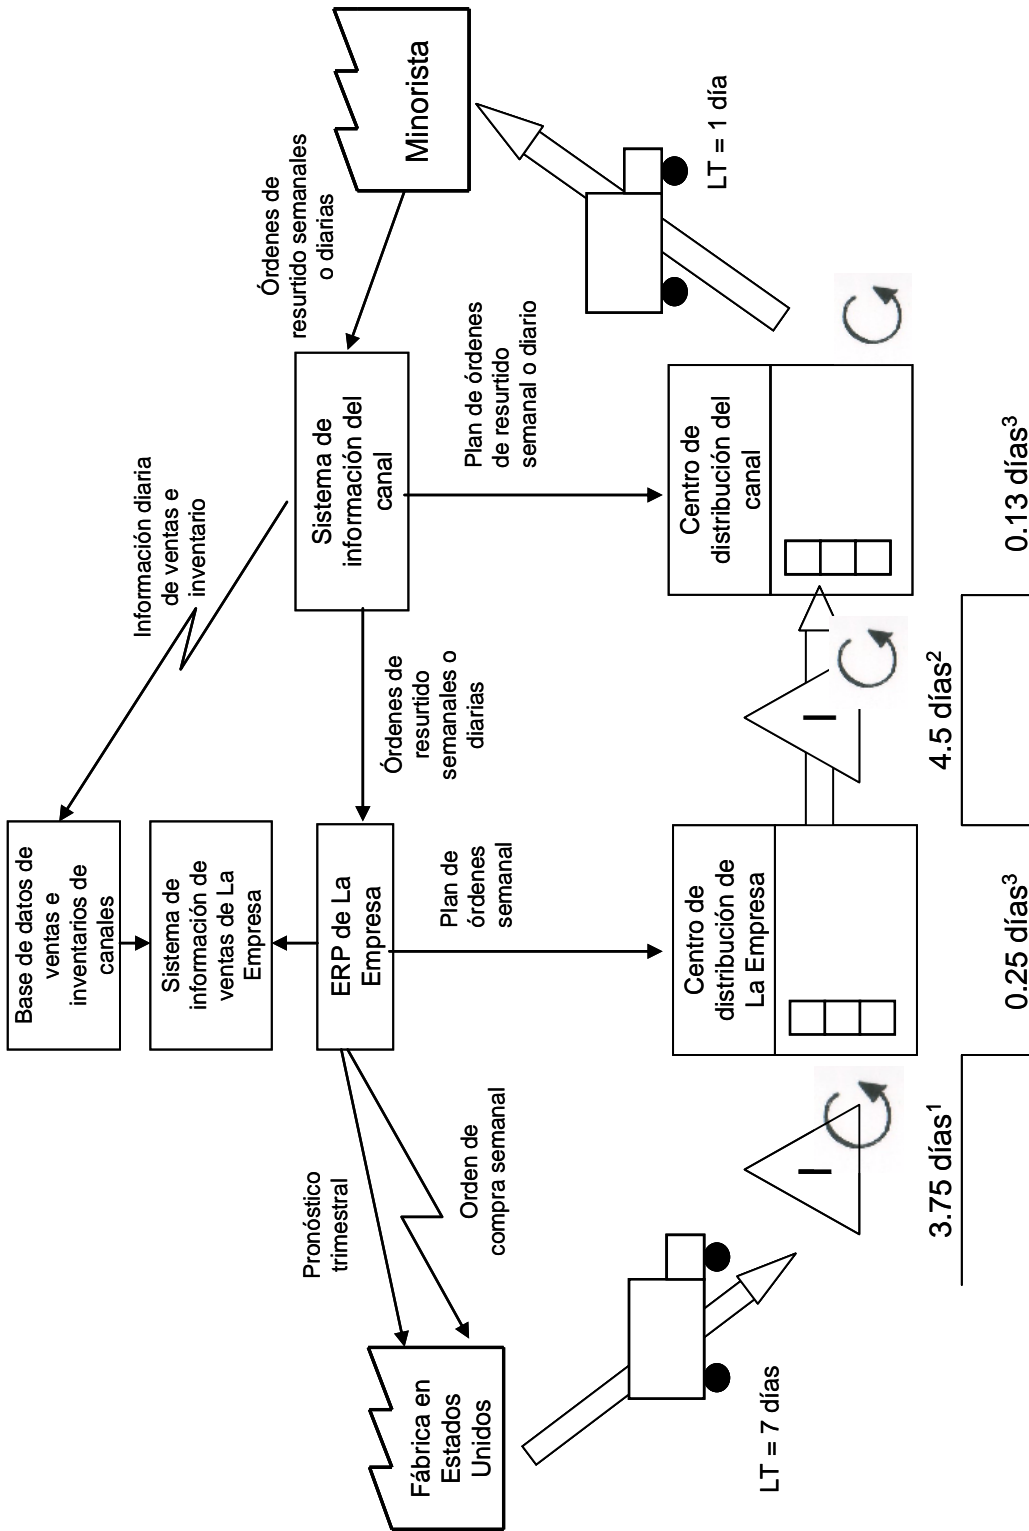 Fábrica en
Estados
Unidos
Pronóstico
trimestral
Orden de
compra semanal
Base de datos de
ventas e
inventarios de
canales
Sistema de
información de
ventas de La
Empresa
ERP de La
Empresa
Información diaria
de ventas e
inventario
Órdenes de
resurtido
semanales o
diarias
Sistema de
información del
canal
Órdenes de
resurtido semanales
o diarias
Minorista
Plan de
órdenes
semanal
Plan de órdenes
de resurtido
semanal o diario
LT = 7 días
I
Centro de
distribución de
La Empresa
I
Centro de
distribución del
canal
LT = 1 día
3.75 días¹
0.25 días³
4.5 días²
0.13 días³